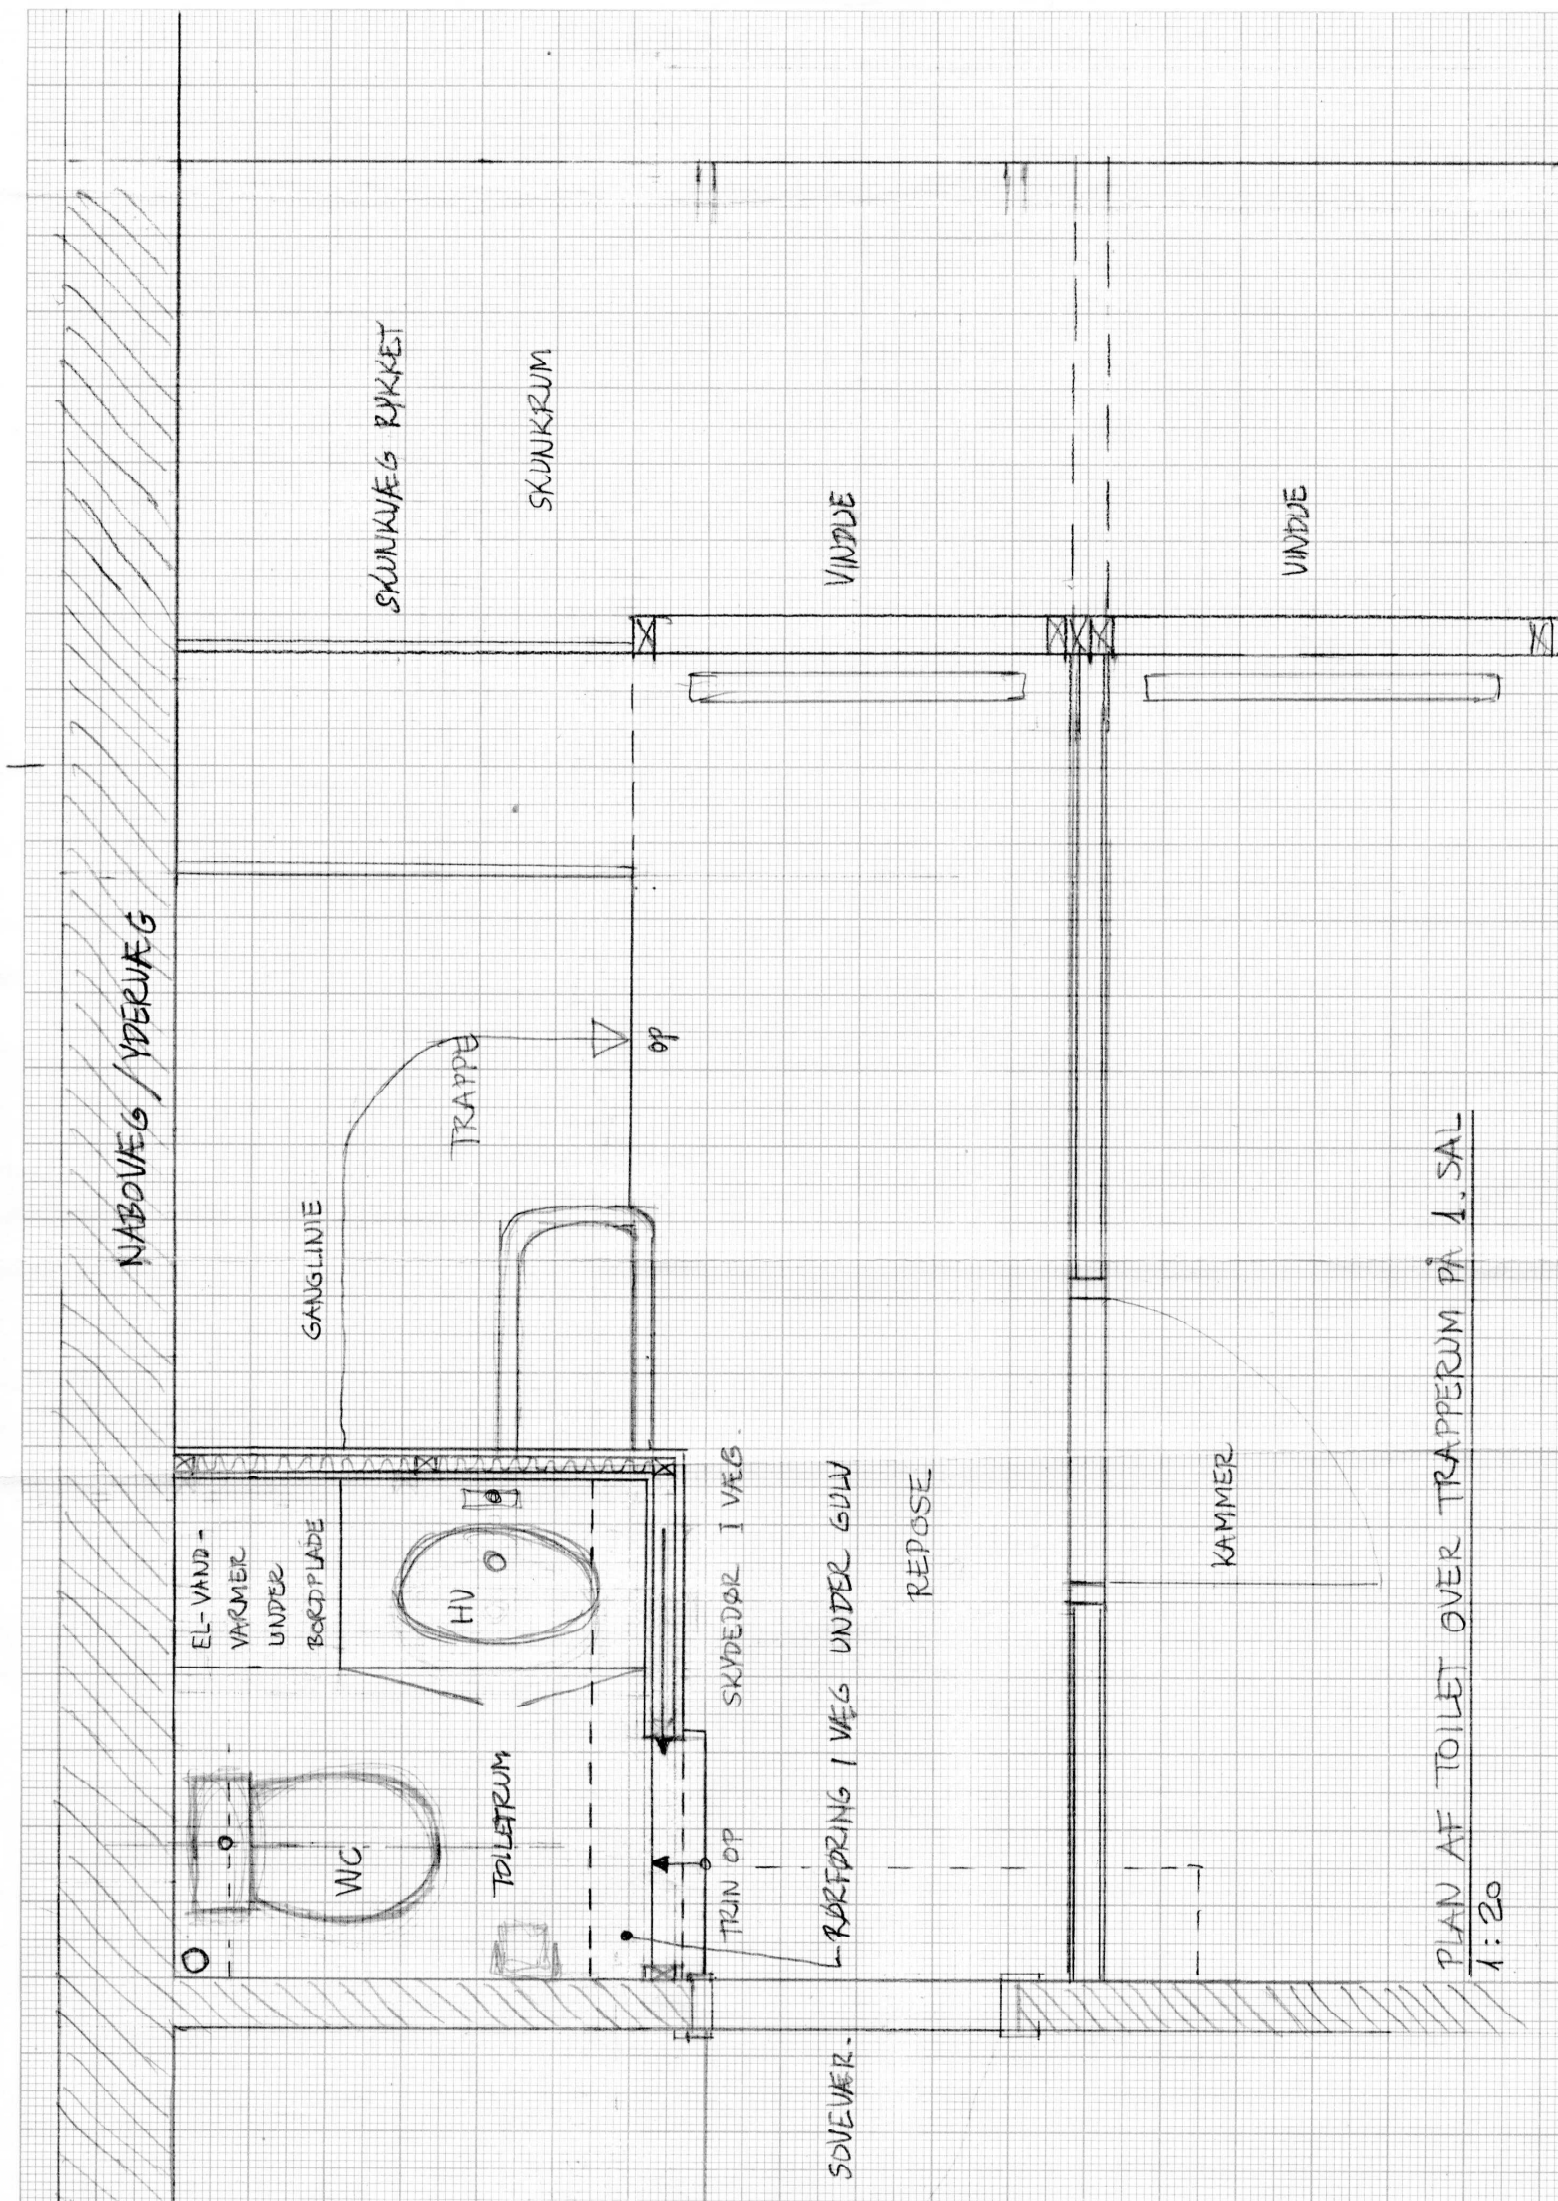 NABOVÆG / YDERVÆG
SKUNKVÆG RYKKET
SKUNKRUM
VINDUE
VINDUE
GANGLINIE
TRAPPE
OP
EL-VAND-
VARMER
UNDER
BORDPLADE
HV
WC
TOILETRUM
SKYDEDØR I VÆG.
TRIN OP
RØRFØRING I VÆG UNDER GULV
REPOSE
KAMMER
SOVEVÆR.
PLAN AF TOILET OVER TRAPPERUM PÅ 1. SAL
1:20